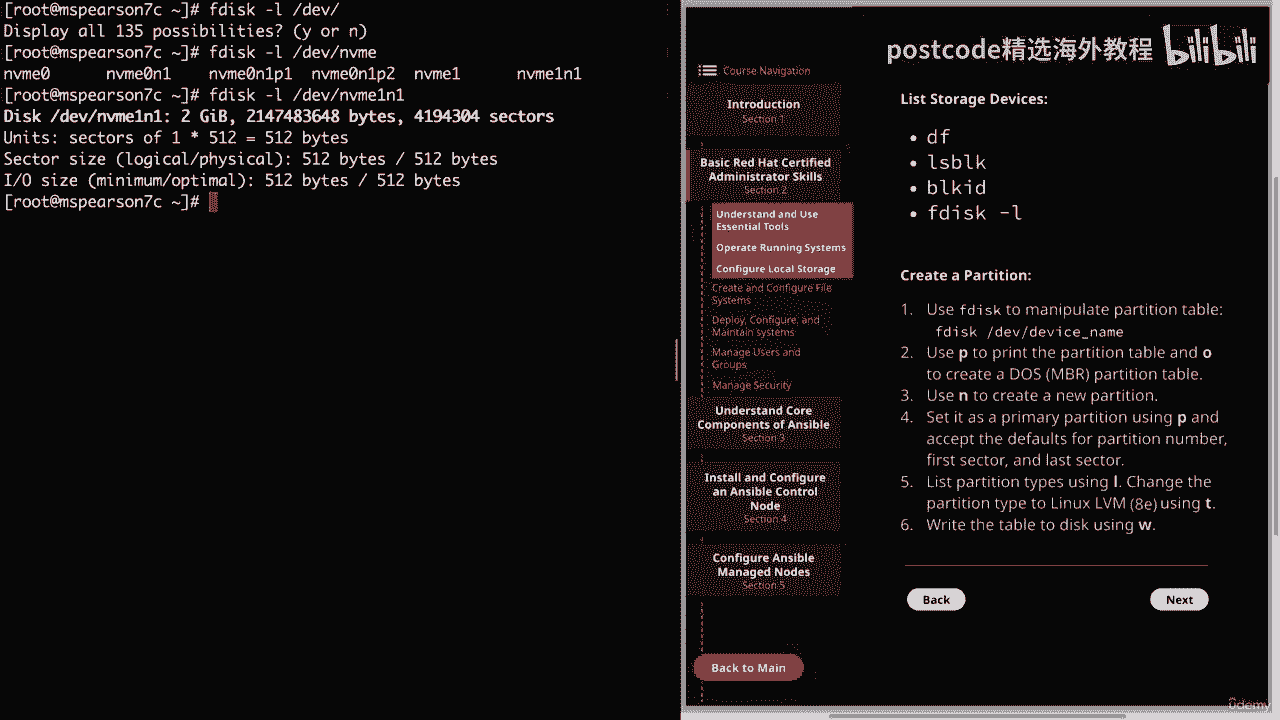 [root@mspearson7c ~]# fdisk -l /dev/
Display all 135 possibilities? (y or n)
[root@mspearson7c ~]# fdisk -l /dev/nvme
nvme0 nvme0n1 nvme0n1p1 nvme0n1p2 nvme1 nvme1n1
[root@mspearson7c ~]# fdisk -l /dev/nvme1n1
Disk /dev/nvme1n1: 2 GiB, 2147483648 bytes, 4194304 sectors
Units: sectors of 1 * 512 = 512 bytes
Sector size (logical/physical): 512 bytes / 512 bytes
I/O size (minimum/optimal): 512 bytes / 512 bytes
[root@mspearson7c ~]#
postcode精选海外教程 bilibili
Course Navigation
Introduction
Section 1
Basic Red Hat Certified
Administrator Skills
Section 2
Understand and Use
Essential Tools
Operate Running Systems
Configure Local Storage
Create and Configure File
Systems
Deploy, Configure, and
Maintain systems
Manage Users and
Groups
Manage Security
Understand Core
Components of Ansible
Section 3
Install and Configure
an Ansible Control
Node
Section 4
Configure Ansible
Managed Nodes
Section 5
Back to Main
List Storage Devices:
• df
• lsblk
• blkid
• fdisk -l
Create a Partition:
1. Use fdisk to manipulate partition table:
fdisk /dev/device_name
2. Use p to print the partition table and o
to create a DOS (MBR) partition table.
3. Use n to create a new partition.
4. Set it as a primary partition using p and
accept the defaults for partition number,
first sector, and last sector.
5. List partition types using l. Change the
partition type to Linux LVM (8e) using t.
6. Write the table to disk using w.
Back
Next
ûdemy